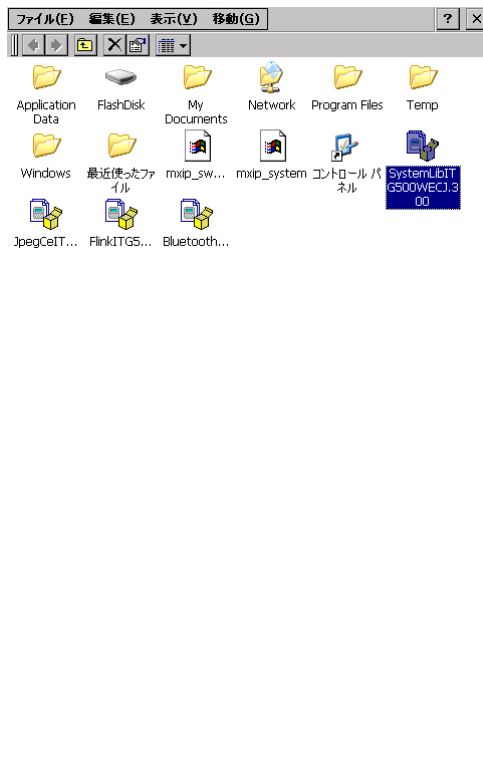 ファイル(F) 編集(E) 表示(V) 移動(G) ? ×
Application FlashDisk My Network Program Files Temp
Data Documents
Windows 最近使ったファ mxip_sw... mxip_system コントロール パ SystemLibIT
イル ネル G500WECJ.3
00
JpegCeIT... FlinkITG5... Bluetooth...